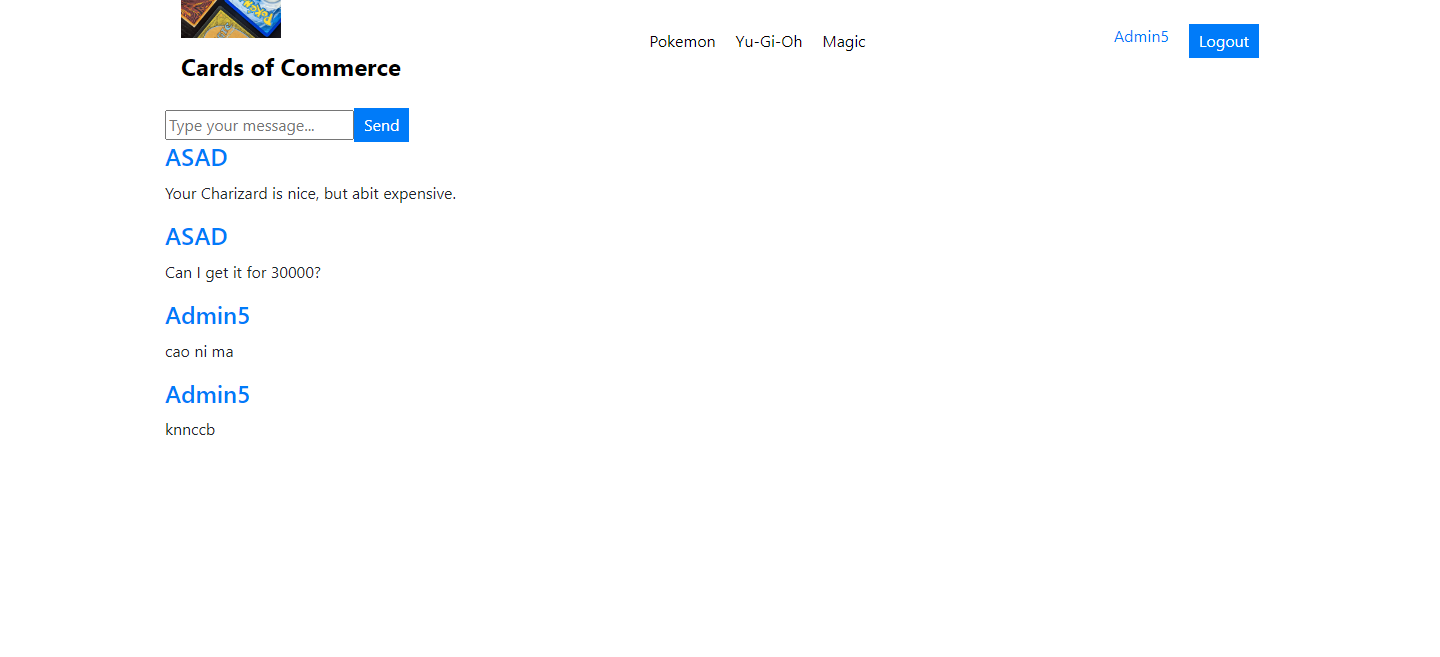 Pokemon Yu-Gi-Oh Magic Admin5 Logout
Cards of Commerce
Type your message... Send
ASAD
Your Charizard is nice, but abit expensive.
ASAD
Can I get it for 30000?
Admin5
cao ni ma
Admin5
knnccb